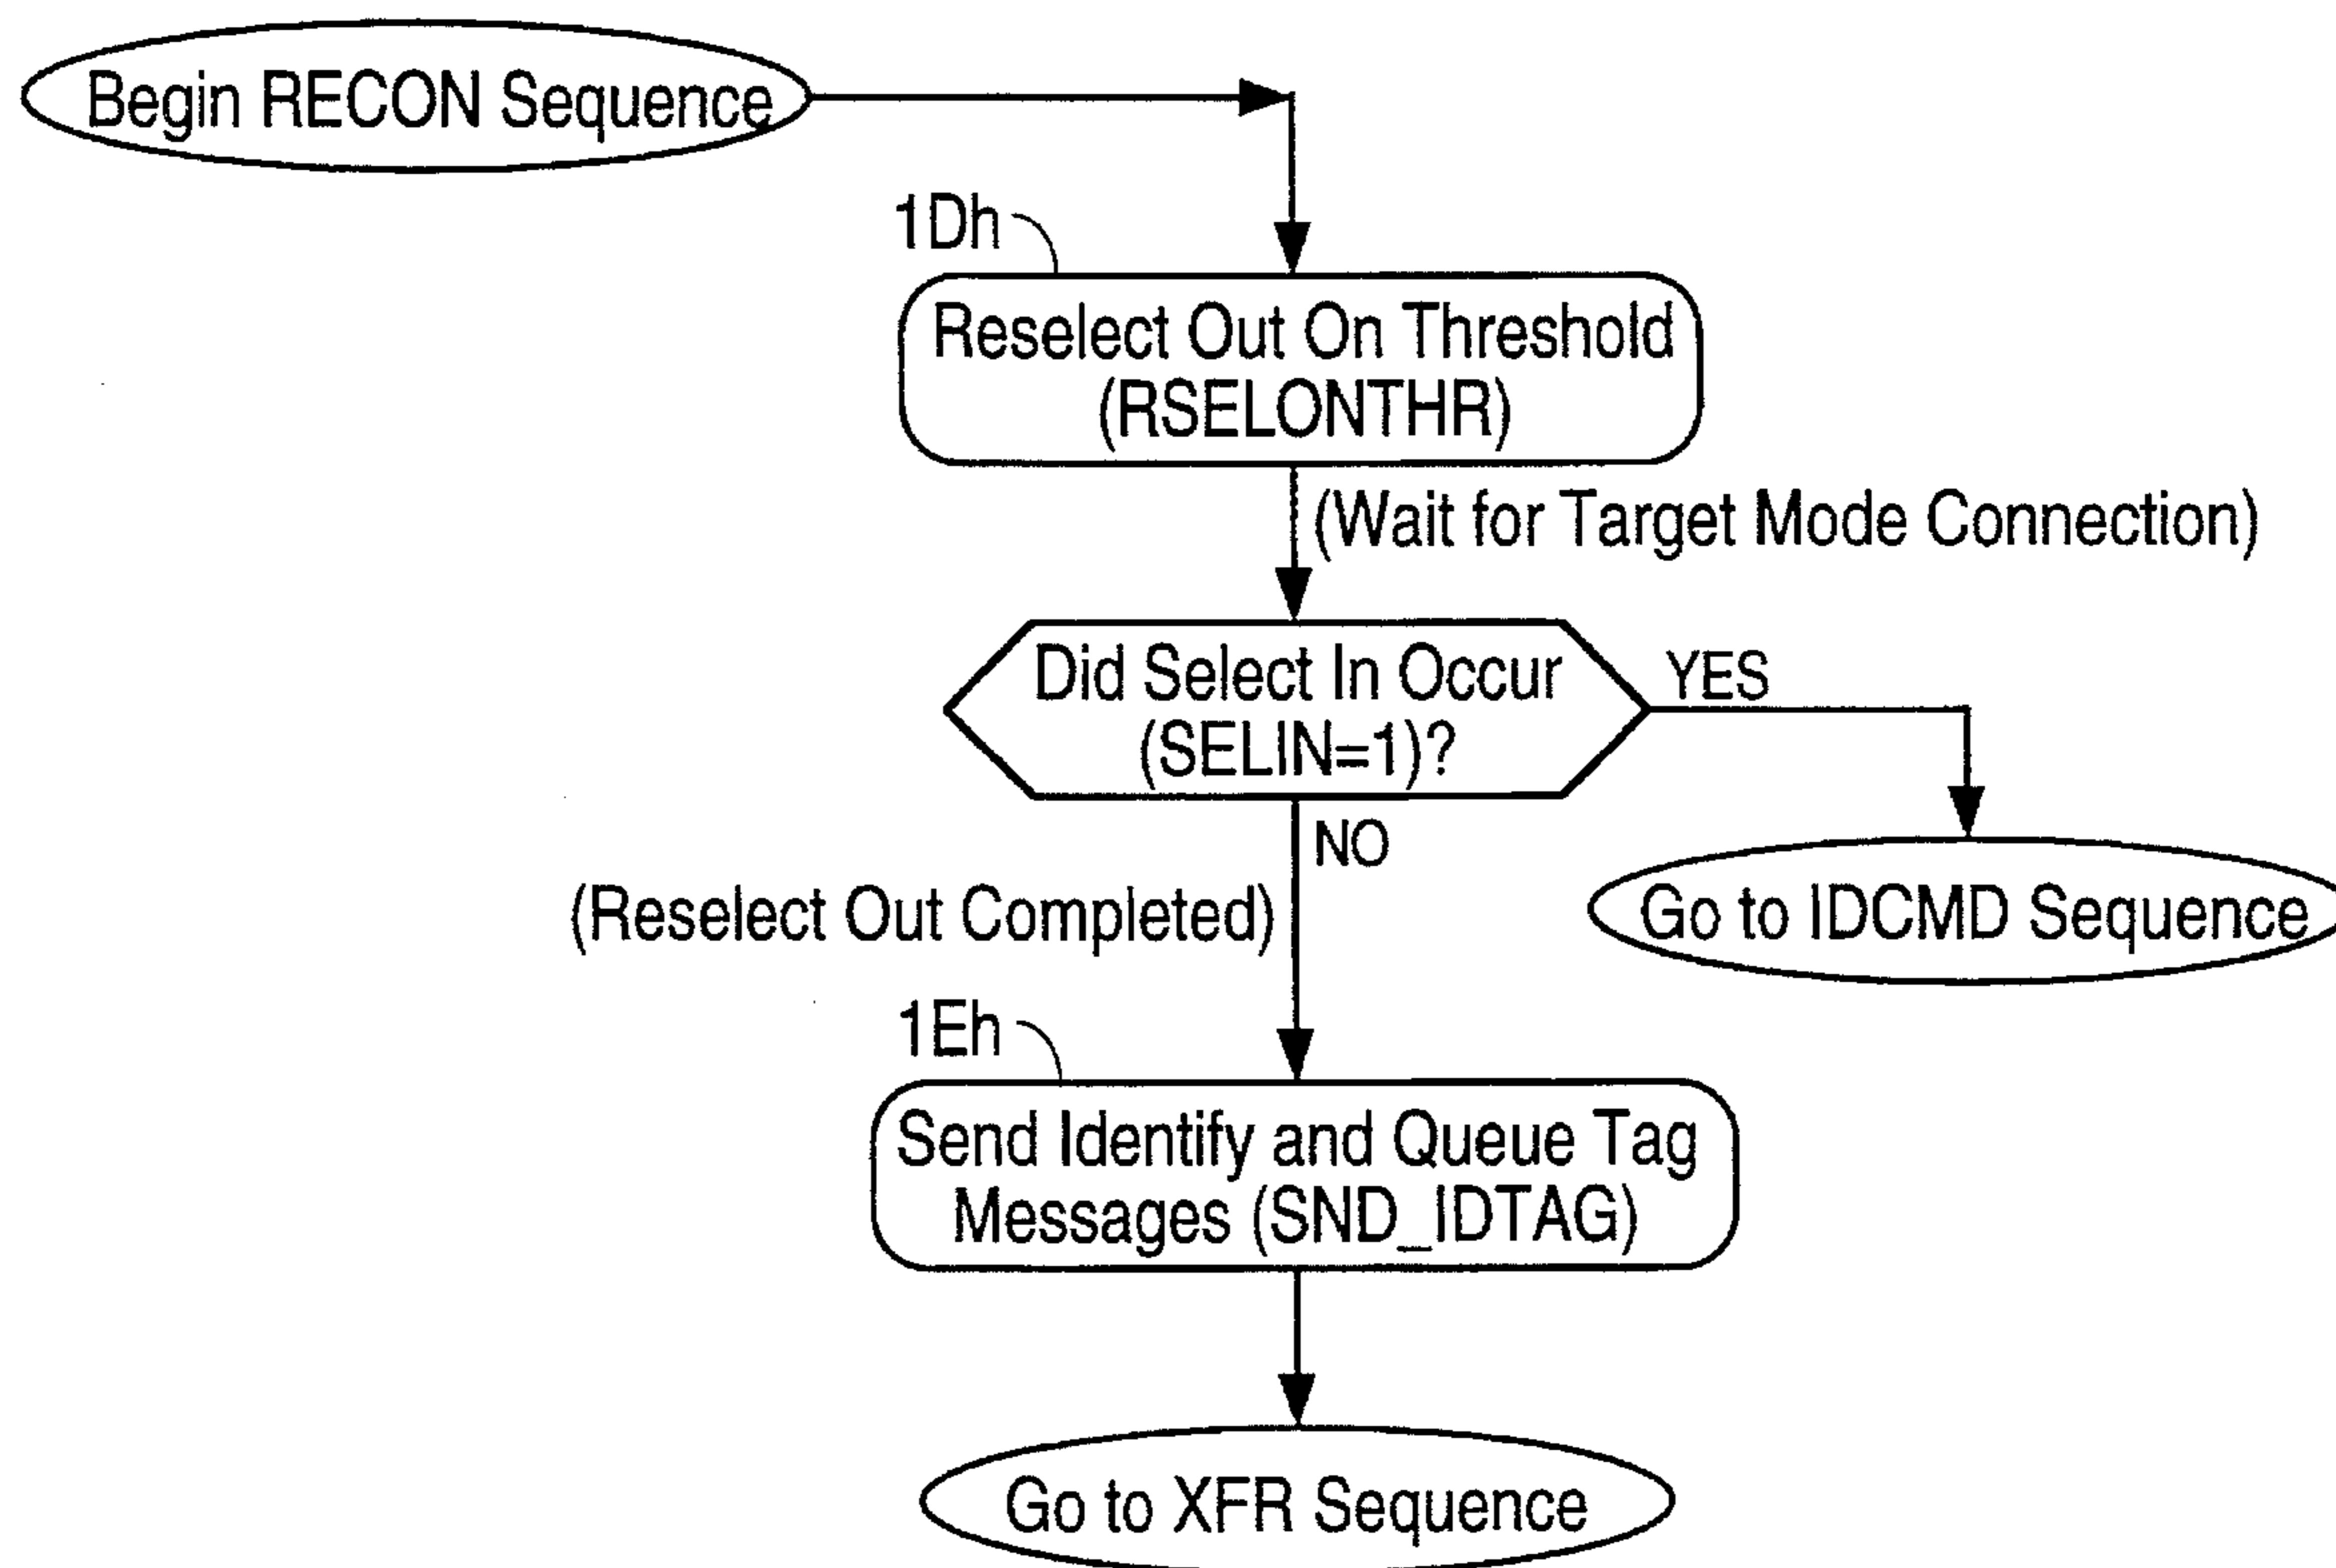 Begin RECON Sequence
1Dh
Reselect Out On Threshold
(RSELONTHR)
(Wait for Target Mode Connection)
Did Select In Occur
(SELIN=1)?
YES
NO
(Reselect Out Completed)
Go to IDCMD Sequence
1Eh
Send Identify and Queue Tag
Messages (SND_IDTAG)
Go to XFR Sequence